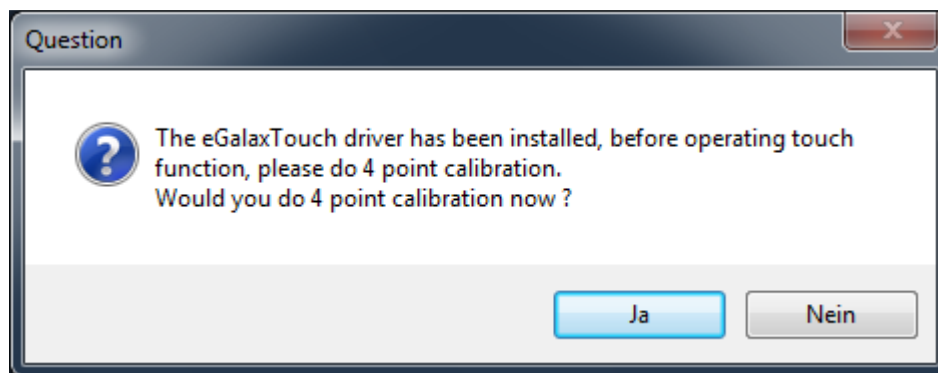 Question
The eGalaxTouch driver has been installed, before operating touch
function, please do 4 point calibration.
Would you do 4 point calibration now ?
Ja
Nein